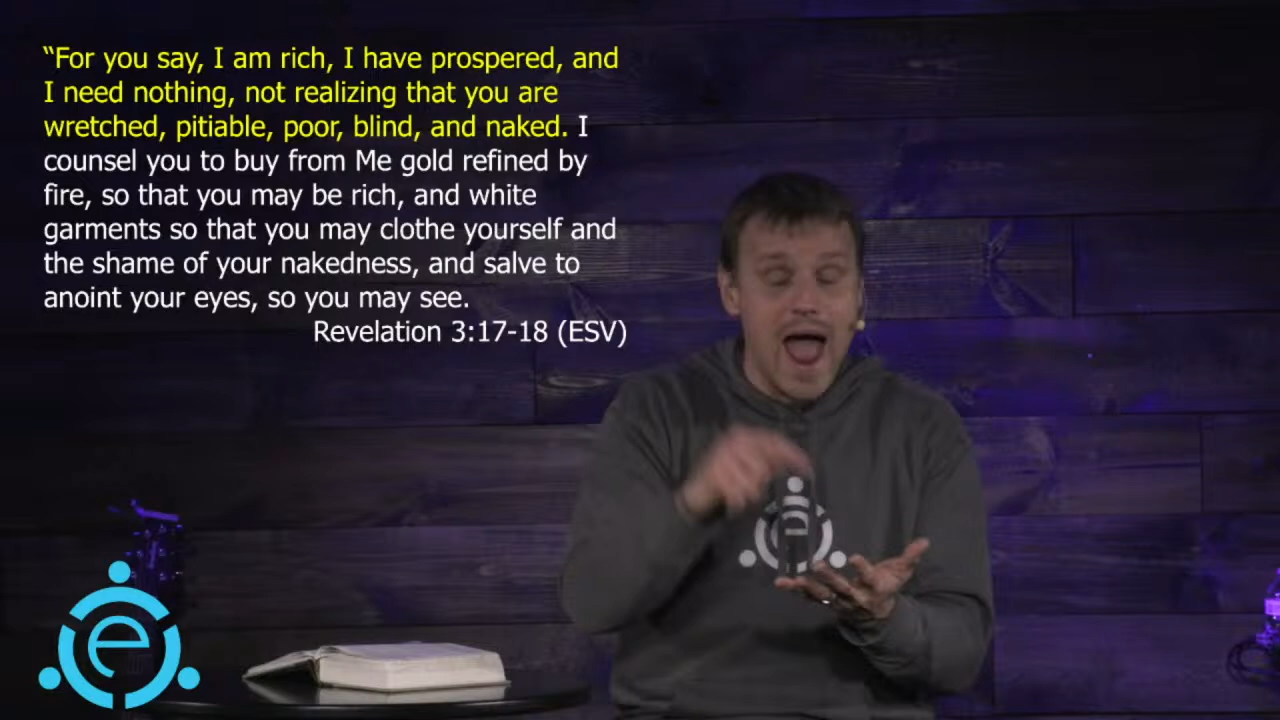 “For you say, I am rich, I have prospered, and
I need nothing, not realizing that you are
wretched, pitiable, poor, blind, and naked. I
counsel you to buy from Me gold refined by
fire, so that you may be rich, and white
garments so that you may clothe yourself and
the shame of your nakedness, and salve to
anoint your eyes, so you may see.
Revelation 3:17-18 (ESV)
e
e